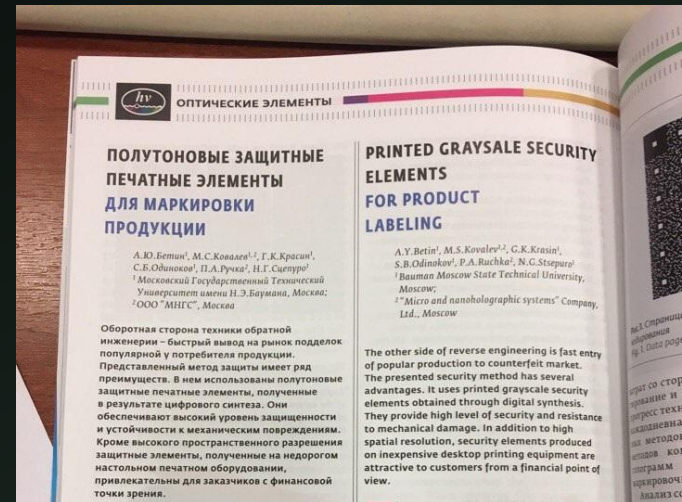 hv
ОПТИЧЕСКИЕ ЭЛЕМЕНТЫ
ПОЛУТОНОВЫЕ ЗАЩИТНЫЕ
ПЕЧАТНЫЕ ЭЛЕМЕНТЫ
ДЛЯ МАРКИРОВКИ
ПРОДУКЦИИ
А.Ю.Бетин¹, М.С.Ковалев¹,², Г.К.Красин¹,
С.Б.Одиноков¹, П.А.Ручка², Н.Г.Сцепуро¹
¹ Московский Государственный Технический
Университет имени Н.Э.Баумана, Москва;
² ООО "МНГС", Москва
Оборотная сторона техники обратной
инженерии – быстрый вывод на рынок подделок
популярной у потребителя продукции.
Представленный метод защиты имеет ряд
преимуществ. В нем использованы полутоновые
защитные печатные элементы, полученные
в результате цифрового синтеза. Они
обеспечивают высокий уровень защищенности
и устойчивости к механическим повреждениям.
Кроме высокого пространственного разрешения
защитные элементы, полученные на недорогом
настольном печатном оборудовании,
привлекательны для заказчиков с финансовой
точки зрения.
PRINTED GRAYSALE SECURITY
ELEMENTS
FOR PRODUCT
LABELING
A.Y.Betin¹, M.S.Kovalev¹,², G.K.Krasin¹,
S.B.Odinokov¹, P.A.Ruchka², N.G.Stsepuro¹
¹ Bauman Moscow State Technical University,
Moscow;
² "Micro and nanoholographic systems" Company,
Ltd., Moscow
The other side of reverse engineering is fast entry
of popular production to counterfeit market.
The presented security method has several
advantages. It uses printed grayscale security
elements obtained through digital synthesis.
They provide high level of security and resistance
to mechanical damage. In addition to high
spatial resolution, security elements produced
on inexpensive desktop printing equipment are
attractive to customers from a financial point of
view.
Data page